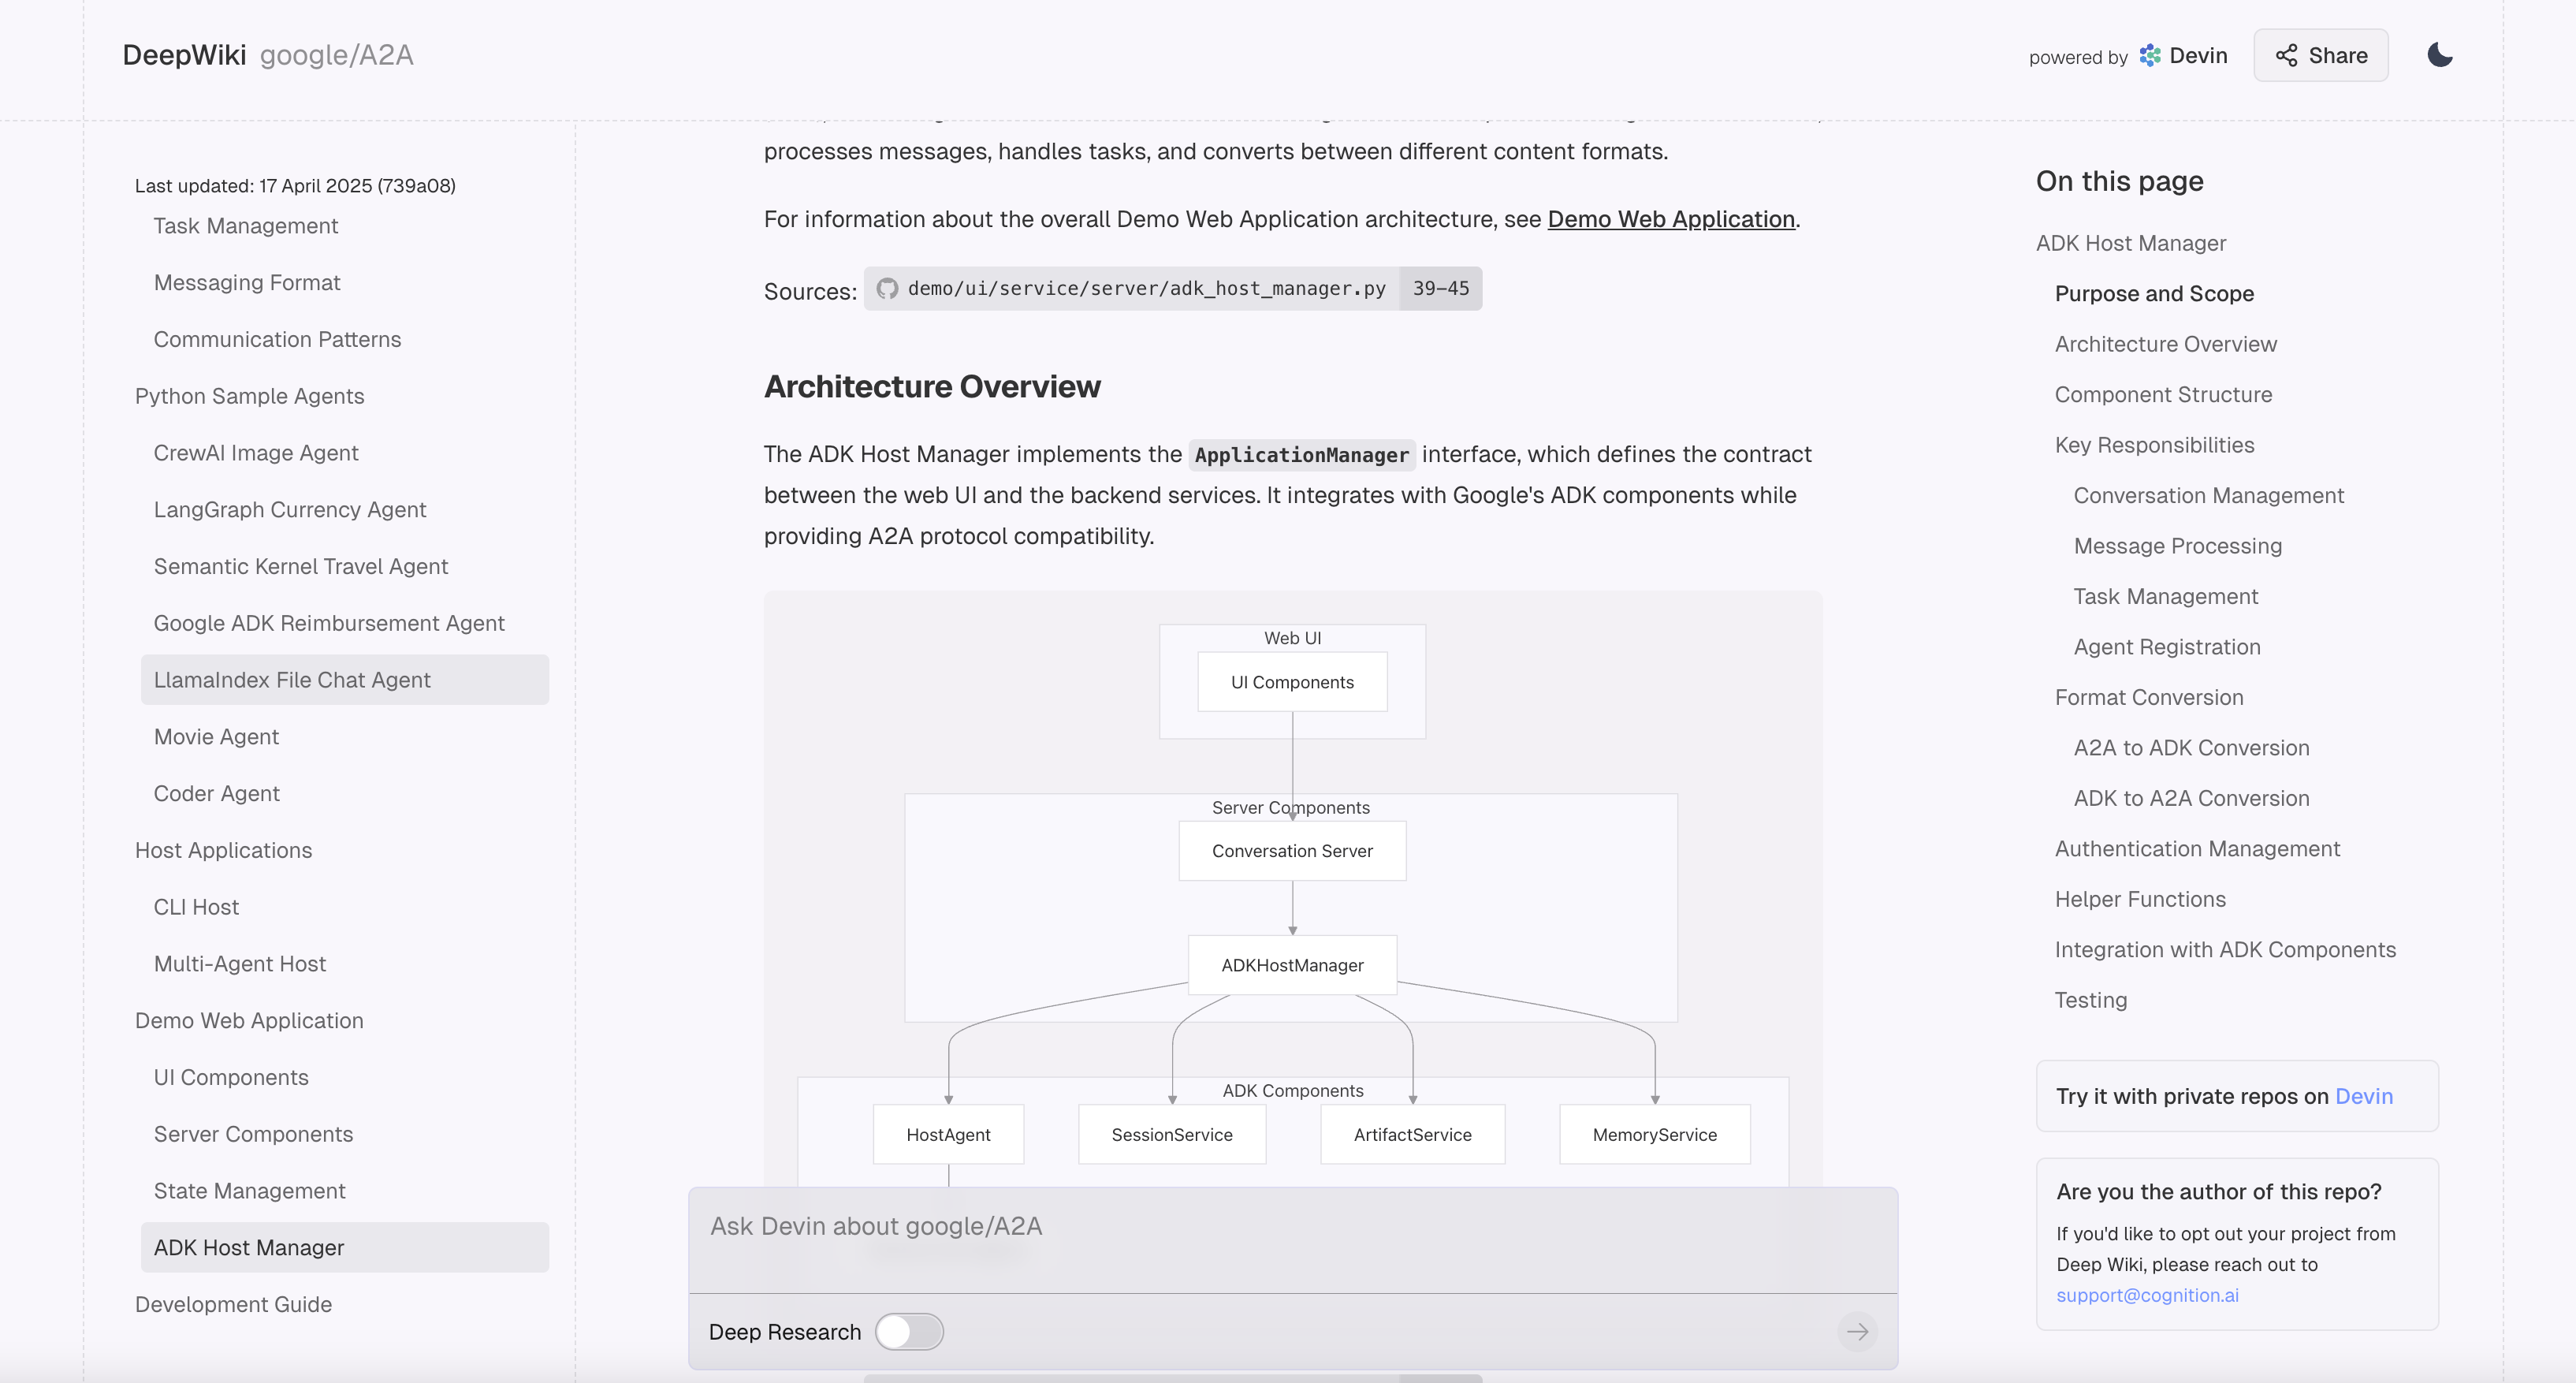 DeepWiki google/A2A
powered by Devin
Share
Last updated: 17 April 2025 (739a08)
Task Management
Messaging Format
Communication Patterns
Python Sample Agents
CrewAI Image Agent
LangGraph Currency Agent
Semantic Kernel Travel Agent
Google ADK Reimbursement Agent
LlamaIndex File Chat Agent
Movie Agent
Coder Agent
Host Applications
CLI Host
Multi-Agent Host
Demo Web Application
UI Components
Server Components
State Management
ADK Host Manager
Development Guide
processes messages, handles tasks, and converts between different content formats.
For information about the overall Demo Web Application architecture, see Demo Web Application.
Sources: demo/ui/service/server/adk_host_manager.py 39-45
Architecture Overview
The ADK Host Manager implements the ApplicationManager interface, which defines the contract
between the web UI and the backend services. It integrates with Google's ADK components while
providing A2A protocol compatibility.
Web UI
UI Components
Server Components
Conversation Server
ADKHostManager
ADK Components
HostAgent
SessionService
ArtifactService
MemoryService
Ask Devin about google/A2A
Deep Research
On this page
ADK Host Manager
Purpose and Scope
Architecture Overview
Component Structure
Key Responsibilities
Conversation Management
Message Processing
Task Management
Agent Registration
Format Conversion
A2A to ADK Conversion
ADK to A2A Conversion
Authentication Management
Helper Functions
Integration with ADK Components
Testing
Try it with private repos on Devin
Are you the author of this repo?
If you'd like to opt out your project from
Deep Wiki, please reach out to
support@cognition.ai